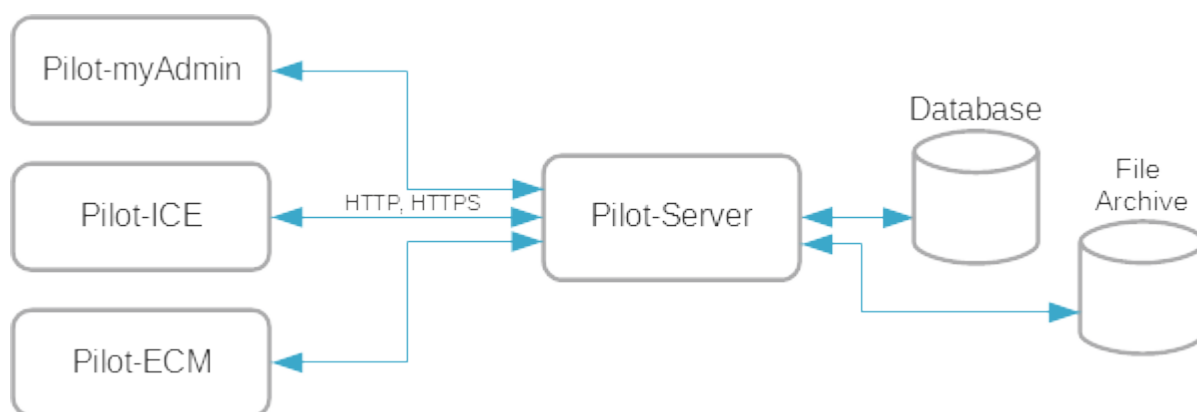 Pilot-myAdmin
Pilot-ICE
Pilot-ECM
HTTP, HTTPS
Pilot-Server
Database
File
Archive